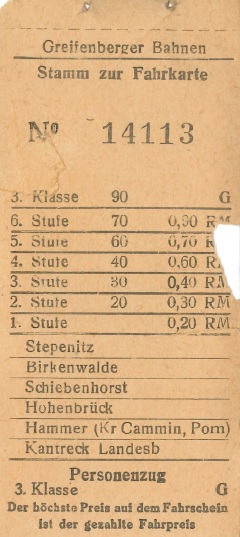 Greifenberger Bahnen
Stamm zur Fahrkarte
Nº 14113
3. Klasse 90 G
6. Stufe 70 0,90 RM
5. Stufe 60 0,70 R
4. Stufe 40 0.60 R
3. Stufe 30 0,40 RM
2. Stufe 20 0,30 RM
1. Stufe 0,20 RM
Stepenitz
Birkenwalde
Schiebenhorst
Hohenbrück
Hammer (Kr Cammin, Pom)
Kantreck Landesb
Personenzug
3. Klasse G
Der höchste Preis auf dem Fahrschein
ist der gezahlte Fahrpreis